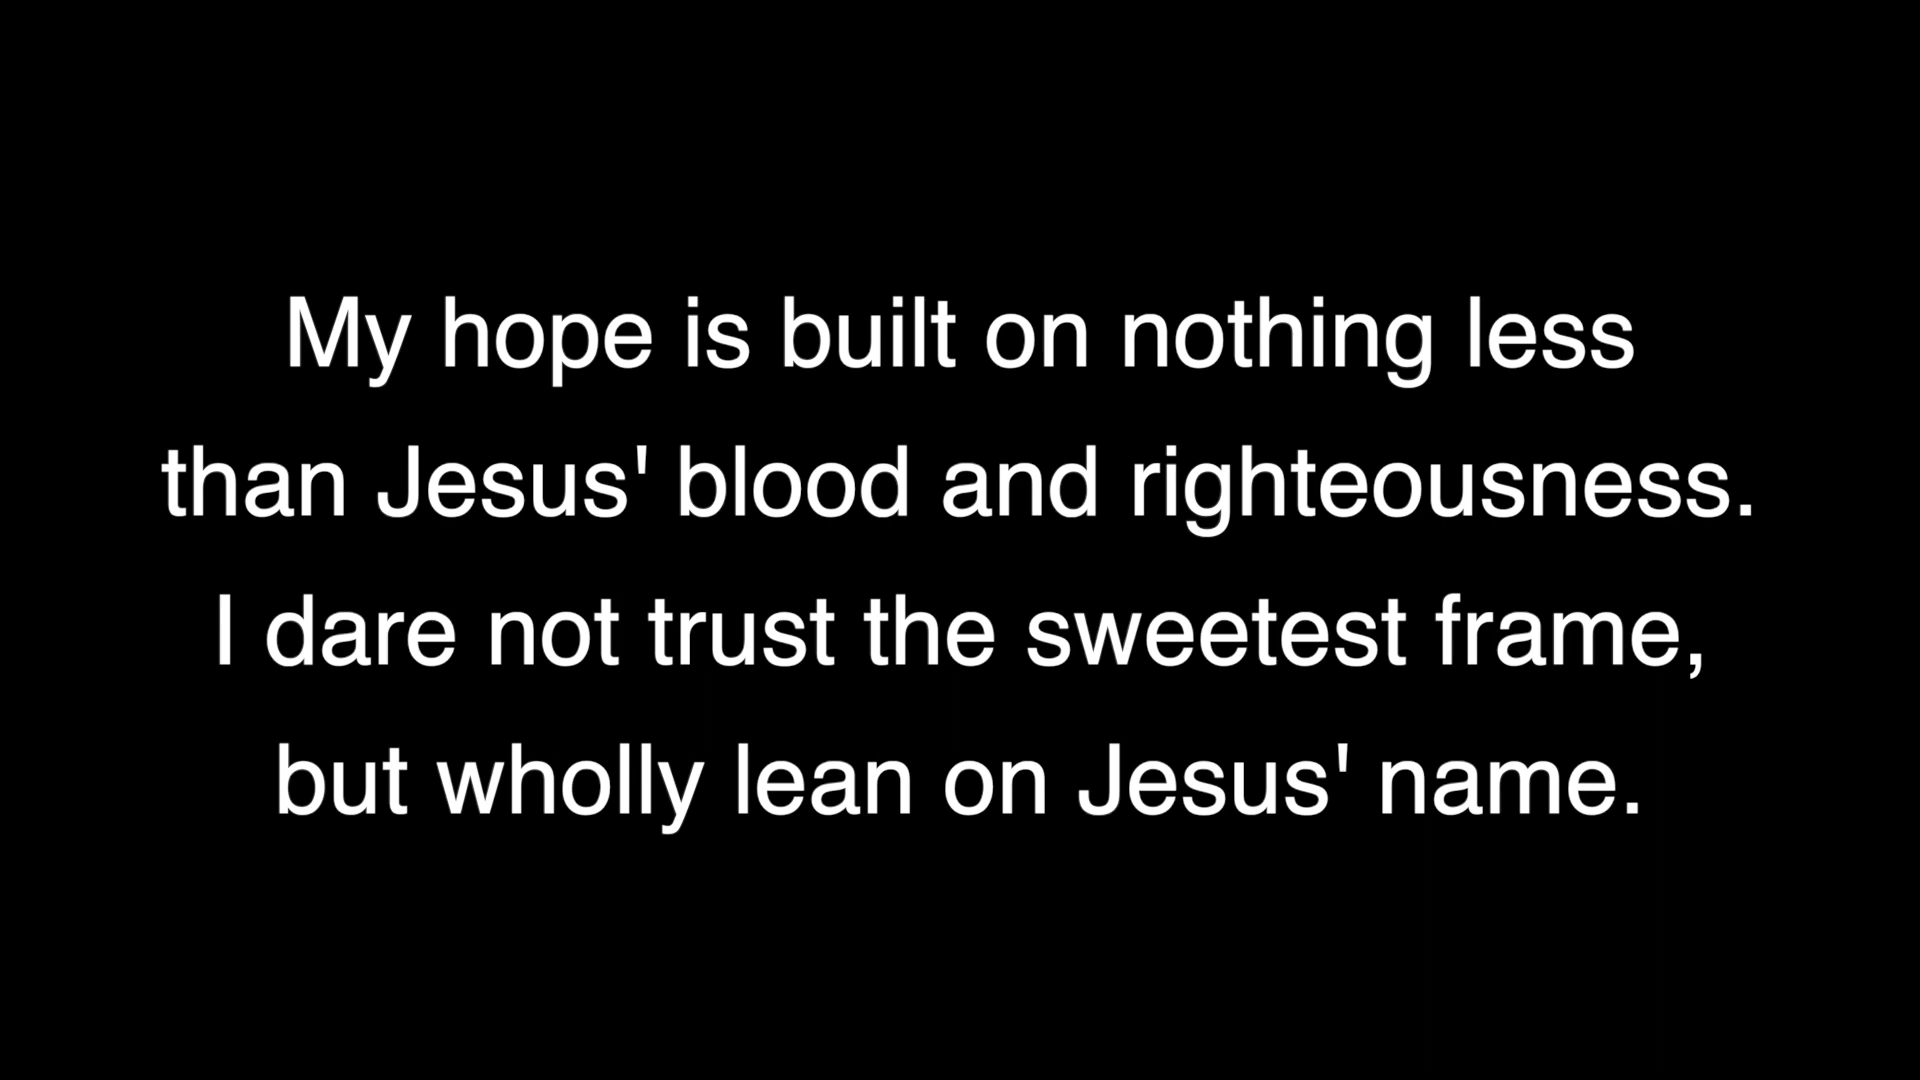 My hope is built on nothing less
than Jesus' blood and righteousness.
I dare not trust the sweetest frame,
but wholly lean on Jesus' name.